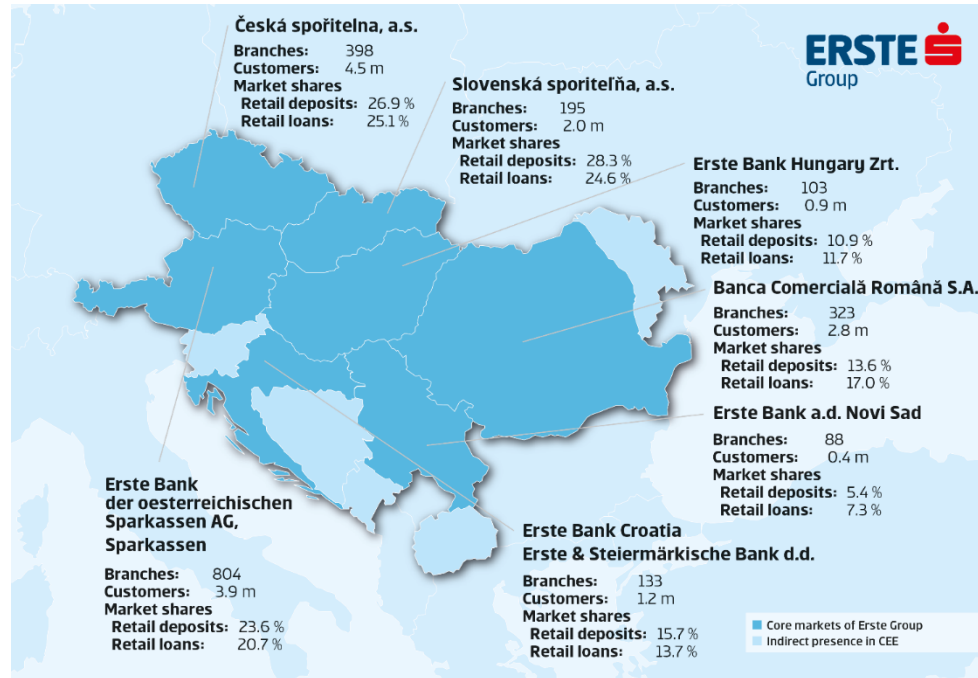 Česká spořitelna, a.s.
Branches: 398
Customers: 4.5 m
Market shares
Retail deposits: 26.9 %
Retail loans: 25.1 %
ERSTE
Group
Slovenská sporiteľňa, a.s.
Branches: 195
Customers: 2.0 m
Market shares
Retail deposits: 28.3 %
Retail loans: 24.6 %
Erste Bank Hungary Zrt.
Branches: 103
Customers: 0.9 m
Market shares
Retail deposits: 10.9 %
Retail loans: 11.7 %
Banca Comercială Română S.A.
Branches: 323
Customers: 2.8 m
Market shares
Retail deposits: 13.6 %
Retail loans: 17.0 %
Erste Bank a.d. Novi Sad
Branches: 88
Customers: 0.4 m
Market shares
Retail deposits: 5.4 %
Retail loans: 7.3 %
Erste Bank
der oesterreichischen
Sparkassen AG,
Sparkassen
Branches: 804
Customers: 3.9 m
Market shares
Retail deposits: 23.6 %
Retail loans: 20.7 %
Erste Bank Croatia
Erste & Steiermärkische Bank d.d.
Branches: 133
Customers: 1.2 m
Market shares
Retail deposits: 15.7 %
Retail loans: 13.7 %
Core markets of Erste Group
Indirect presence in CEE